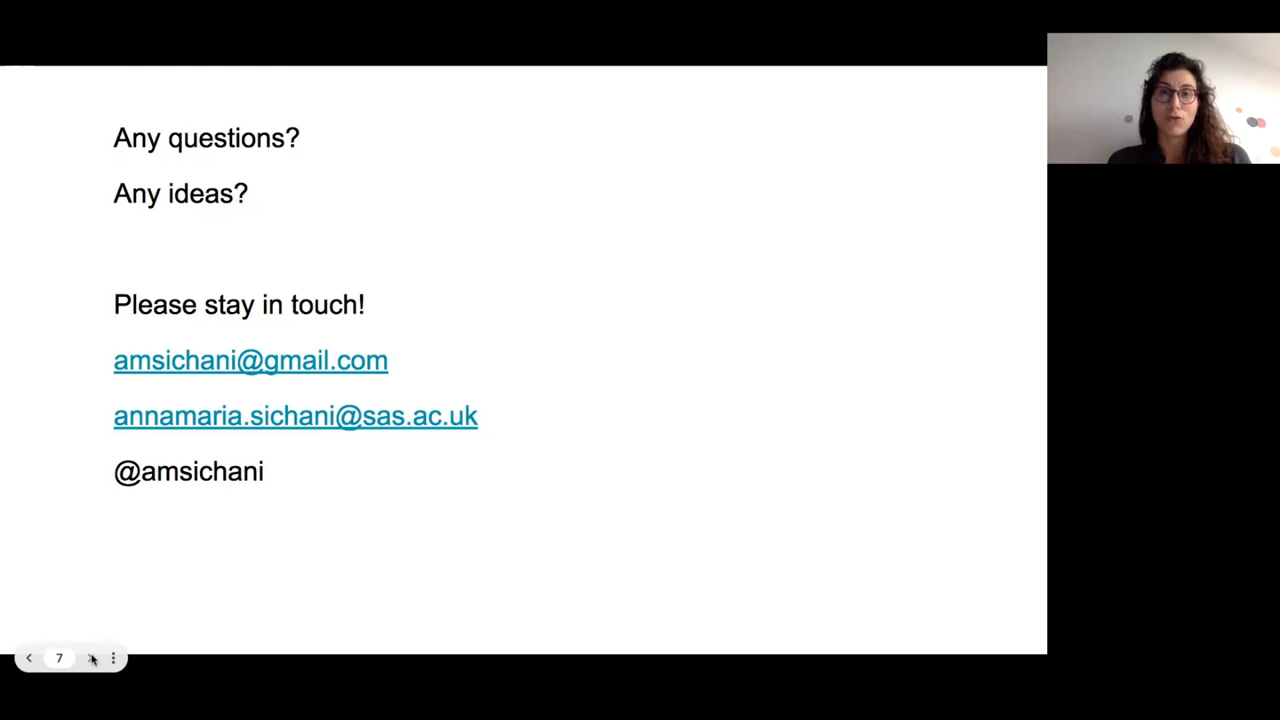 Any questions?
Any ideas?
Please stay in touch!
amsichani@gmail.com
annamaria.sichani@sas.ac.uk
@amsichani
7